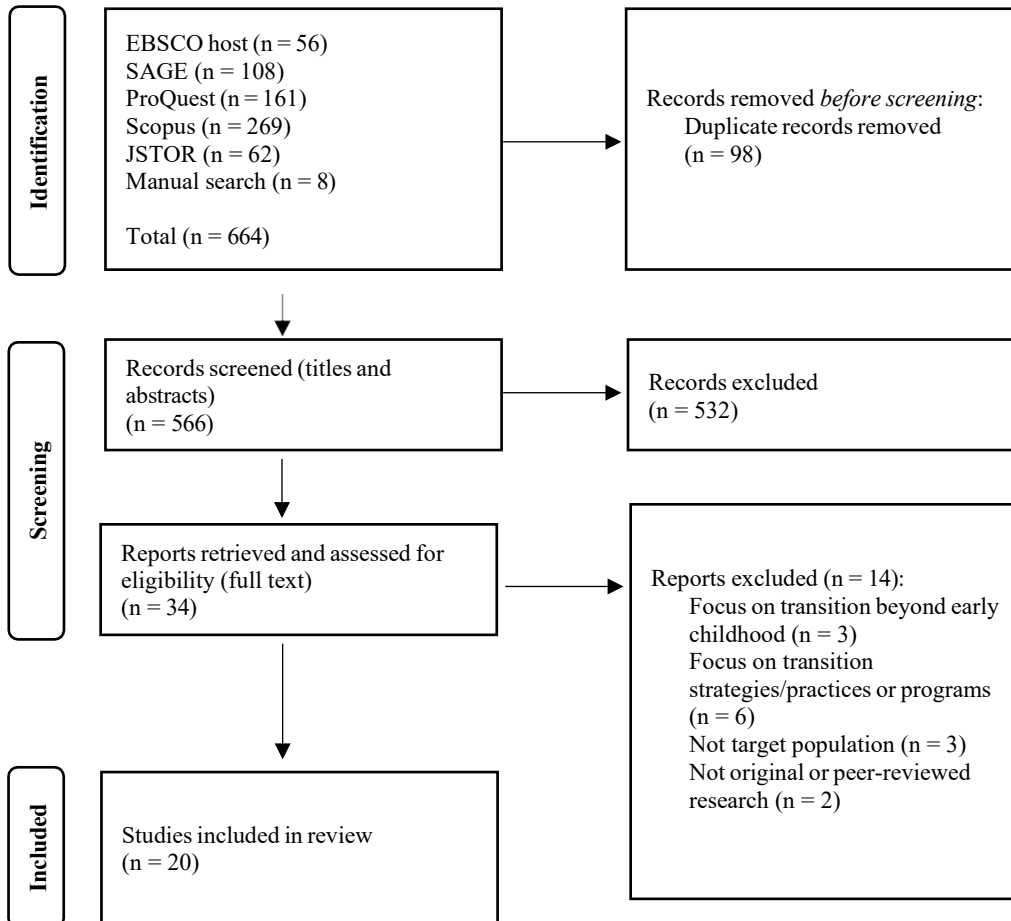 Identification
EBSCO host (n = 56)
SAGE (n = 108)
ProQuest (n = 161)
Scopus (n = 269)
JSTOR (n = 62)
Manual search (n = 8)
Total (n = 664)
Records removed before screening:
Duplicate records removed
(n = 98)
Screening
Records screened (titles and
abstracts)
(n = 566)
Records excluded
(n = 532)
Reports retrieved and assessed for
eligibility (full text)
(n = 34)
Reports excluded (n = 14):
Focus on transition beyond early
childhood (n = 3)
Focus on transition
strategies/practices or programs
(n = 6)
Not target population (n = 3)
Not original or peer-reviewed
research (n = 2)
Included
Studies included in review
(n = 20)